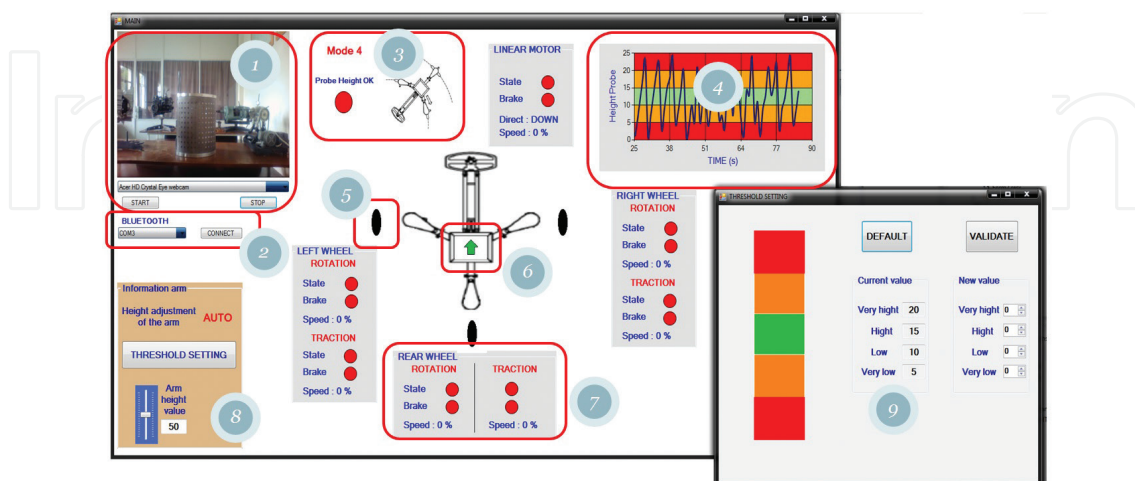 MAIN
1
Acer HD Crystal Eye webcam
START STOP
BLUETOOTH
COM3 CONNECT
2
Mode 4
3
Probe Height OK
LINEAR MOTOR
State
Brake
Direct : DOWN
Speed : 0 %
Height Probe
25
20
15
10
5
0
25 38 51 64 77 90
TIME (s)
4
5
6
LEFT WHEEL
ROTATION
State
Brake
Speed : 0 %
TRACTION
State
Brake
Speed : 0 %
RIGHT WHEEL
ROTATION
State
Brake
Speed : 0 %
TRACTION
State
Brake
Speed : 0 %
REAR WHEEL
ROTATION TRACTION
State
Brake
Speed : 0 % Speed : 0 %
7
Information arm
Height adjustment
of the arm AUTO
THRESHOLD SETTING
Arm
height
value
50
8
THRESHOLD SETTING
DEFAULT VALIDATE
Current value New value
Very hight 20 Very hight 0
Hight 15 Hight 0
Low 10 Low 0
Very low 5 Very low 0
9